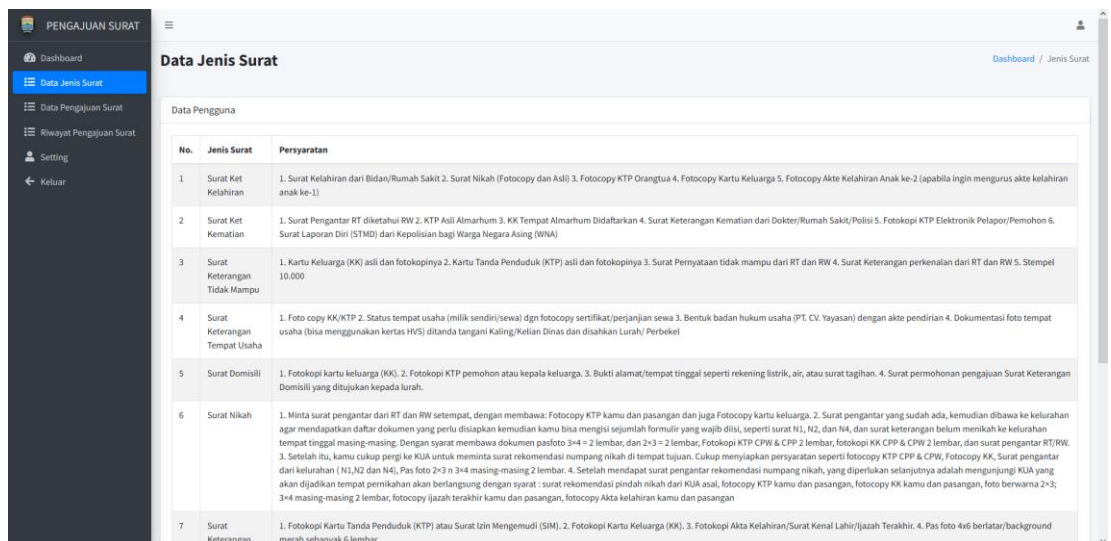 PENGAJUAN SURAT
Dashboard
Data Jenis Surat
Data Pengajuan Surat
Riwayat Pengajuan Surat
Setting
Keluar
Data Jenis Surat
Dashboard / Jenis Surat
Data Pengguna
No. Jenis Surat Persyaratan
1 Surat Ket Kelahiran
1. Surat Kelahiran dari Bidan/Rumah Sakit 2. Surat Nikah (Fotocopy dan Asli) 3. Fotocopy KTP Orangtua 4. Fotocopy Kartu Keluarga 5. Fotocopy Akte Kelahiran Anak ke-2 (apabila ingin mengurus akte kelahiran
anak ke-1)
2 Surat Ket Kematian
1. Surat Pengantar RT diketahui RW 2. KTP Asli Almarhum 3. KK Tempat Almarhum Didaftarkan 4. Surat Keterangan Kematian dari Dokter/Rumah Sakit/Polisi 5. Fotokopi KTP Elektronik Pelapor/Pemohon 6.
Surat Laporan Diri (STMD) dari Kepolisian bagi Warga Negara Asing (WNA)
3 Surat Keterangan Tidak Mampu
1. Kartu Keluarga (KK) asli dan fotokopinya 2. Kartu Tanda Penduduk (KTP) asli dan fotokopinya 3. Surat Pernyataan tidak mampu dari RT dan RW 4. Surat Keterangan perkenalan dari RT dan RW 5. Stempel
10.000
4 Surat Keterangan Tempat Usaha
1. Foto copy KK/KTP 2. Status tempat usaha (milik sendiri/sewa) dgn fotocopy sertifikat/perjanjian sewa 3. Bentuk badan hukum usaha (PT. CV. Yayasan) dengan akte pendirian 4. Dokumentasi foto tempat
usaha (bisa menggunakan kertas HVS) ditanda tangani Kaling/Kelian Dinas dan disahkan Lurah/ Perbekel
5 Surat Domisili
1. Fotokopi kartu keluarga (KK). 2. Fotokopi KTP pemohon atau kepala keluarga. 3. Bukti alamat/tempat tinggal seperti rekening listrik, air, atau surat tagihan. 4. Surat permohonan pengajuan Surat Keterangan
Domisili yang ditujukan kepada lurah.
6 Surat Nikah
1. Minta surat pengantar dari RT dan RW setempat, dengan membawa: Fotocopy KTP kamu dan pasangan dan juga Fotocopy kartu keluarga. 2. Surat pengantar yang sudah ada, kemudian dibawa ke kelurahan
agar mendapatkan daftar dokumen yang perlu disiapkan kemudian kamu bisa mengisi sejumlah formulir yang wajib diisi, seperti surat N1, N2, dan N4, dan surat keterangan belum menikah ke kelurahan
tempat tinggal masing-masing. Dengan syarat membawa dokumen pasfoto 3×4 = 2 lembar, dan 2×3 = 2 lembar, Fotokopi KTP CPW & CPP 2 lembar, fotokopi KK CPP & CPW 2 lembar, dan surat pengantar RT/RW.
3. Setelah itu, kamu cukup pergi ke KUA untuk meminta surat rekomendasi numpang nikah di tempat tujuan. Cukup menyiapkan persyaratan seperti fotocopy KTP CPP & CPW, Fotocopy KK, Surat pengantar
dari kelurahan ( N1,N2 dan N4), Pas foto 2×3 n 3×4 masing-masing 2 lembar. 4. Setelah mendapat surat pengantar rekomendasi numpang nikah, yang diperlukan selanjutnya adalah mengunjungi KUA yang
akan dijadikan tempat pernikahan akan berlangsung dengan syarat : surat rekomendasi pindah nikah dari KUA asal, fotocopy KTP kamu dan pasangan, fotocopy KK kamu dan pasangan, foto berwarna 2×3;
3×4 masing-masing 2 lembar, fotocopy ijazah terakhir kamu dan pasangan, fotocopy Akta kelahiran kamu dan pasangan
7 Surat Keterangan
1. Fotokopi Kartu Tanda Penduduk (KTP) atau Surat Izin Mengemudi (SIM). 2. Fotokopi Kartu Keluarga (KK). 3. Fotokopi Akta Kelahiran/Surat Kenal Lahir/Ijazah Terakhir. 4. Pas foto 4x6 berlatar/background
merah sebanyak 6 lembar